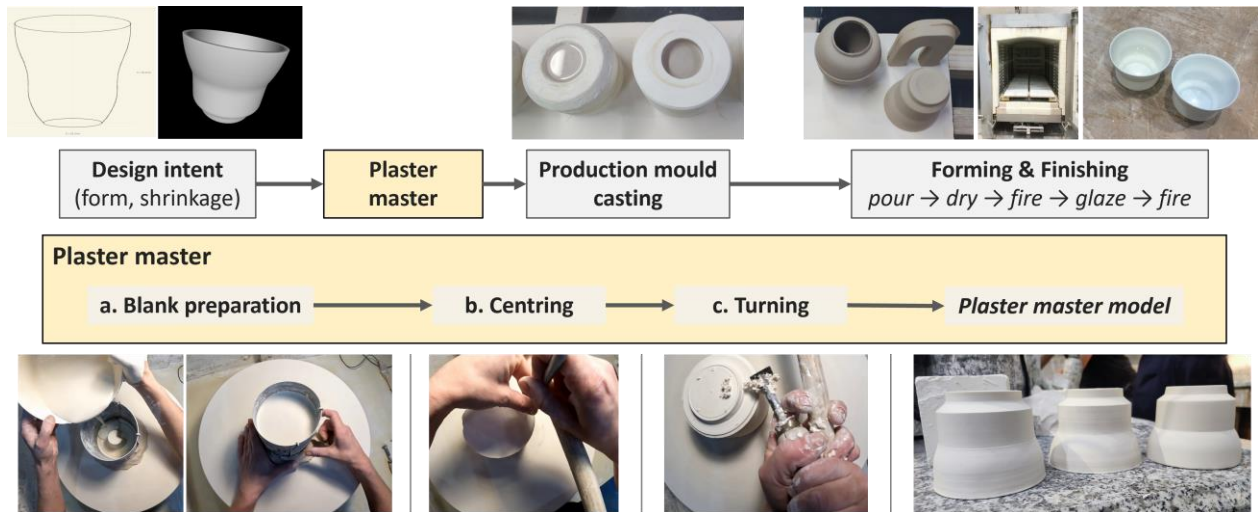 Design intent
(form, shrinkage)
Plaster
master
Production mould
casting
Forming & Finishing
pour → dry → fire → glaze → fire
Plaster master
a. Blank preparation
b. Centring
c. Turning
Plaster master model